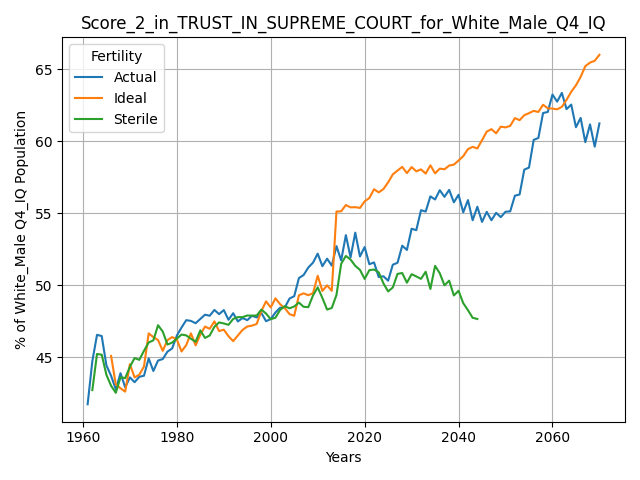 Score_2_in_TRUST_IN_SUPREME_COURT_for_White_Male_Q4_IQ
Fertility
Actual
Ideal
Sterile
% of White_Male Q4_IQ Population
65
60
55
50
45
1960
1980
2000
2020
2040
2060
Years